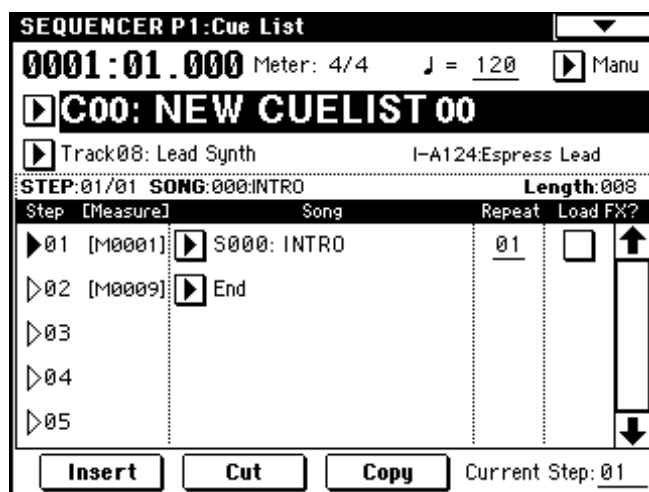 SEQUENCER P1:Cue List
0001:01.000 Meter: 4/4 ♩ = 120 Manu
C00: NEW CUELIST 00
Track08: Lead Synth I-A124:Espress Lead
STEP:01/01 SONG:000:INTRO Length:008
Step [Measure] Song Repeat Load FX?
01 [M0001] S000: INTRO 01
02 [M0009] End
03
04
05
Insert Cut Copy Current Step: 01